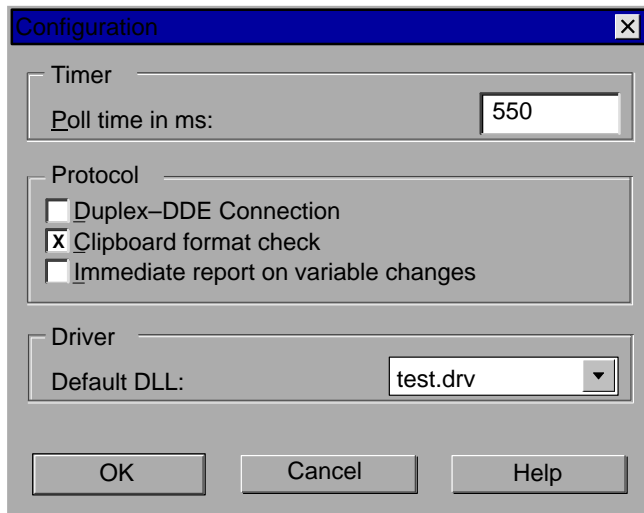 Configuration
Timer
Poll time in ms: 550
Protocol
Duplex–DDE Connection
X Clipboard format check
Immediate report on variable changes
Driver
Default DLL: test.drv
OK Cancel Help